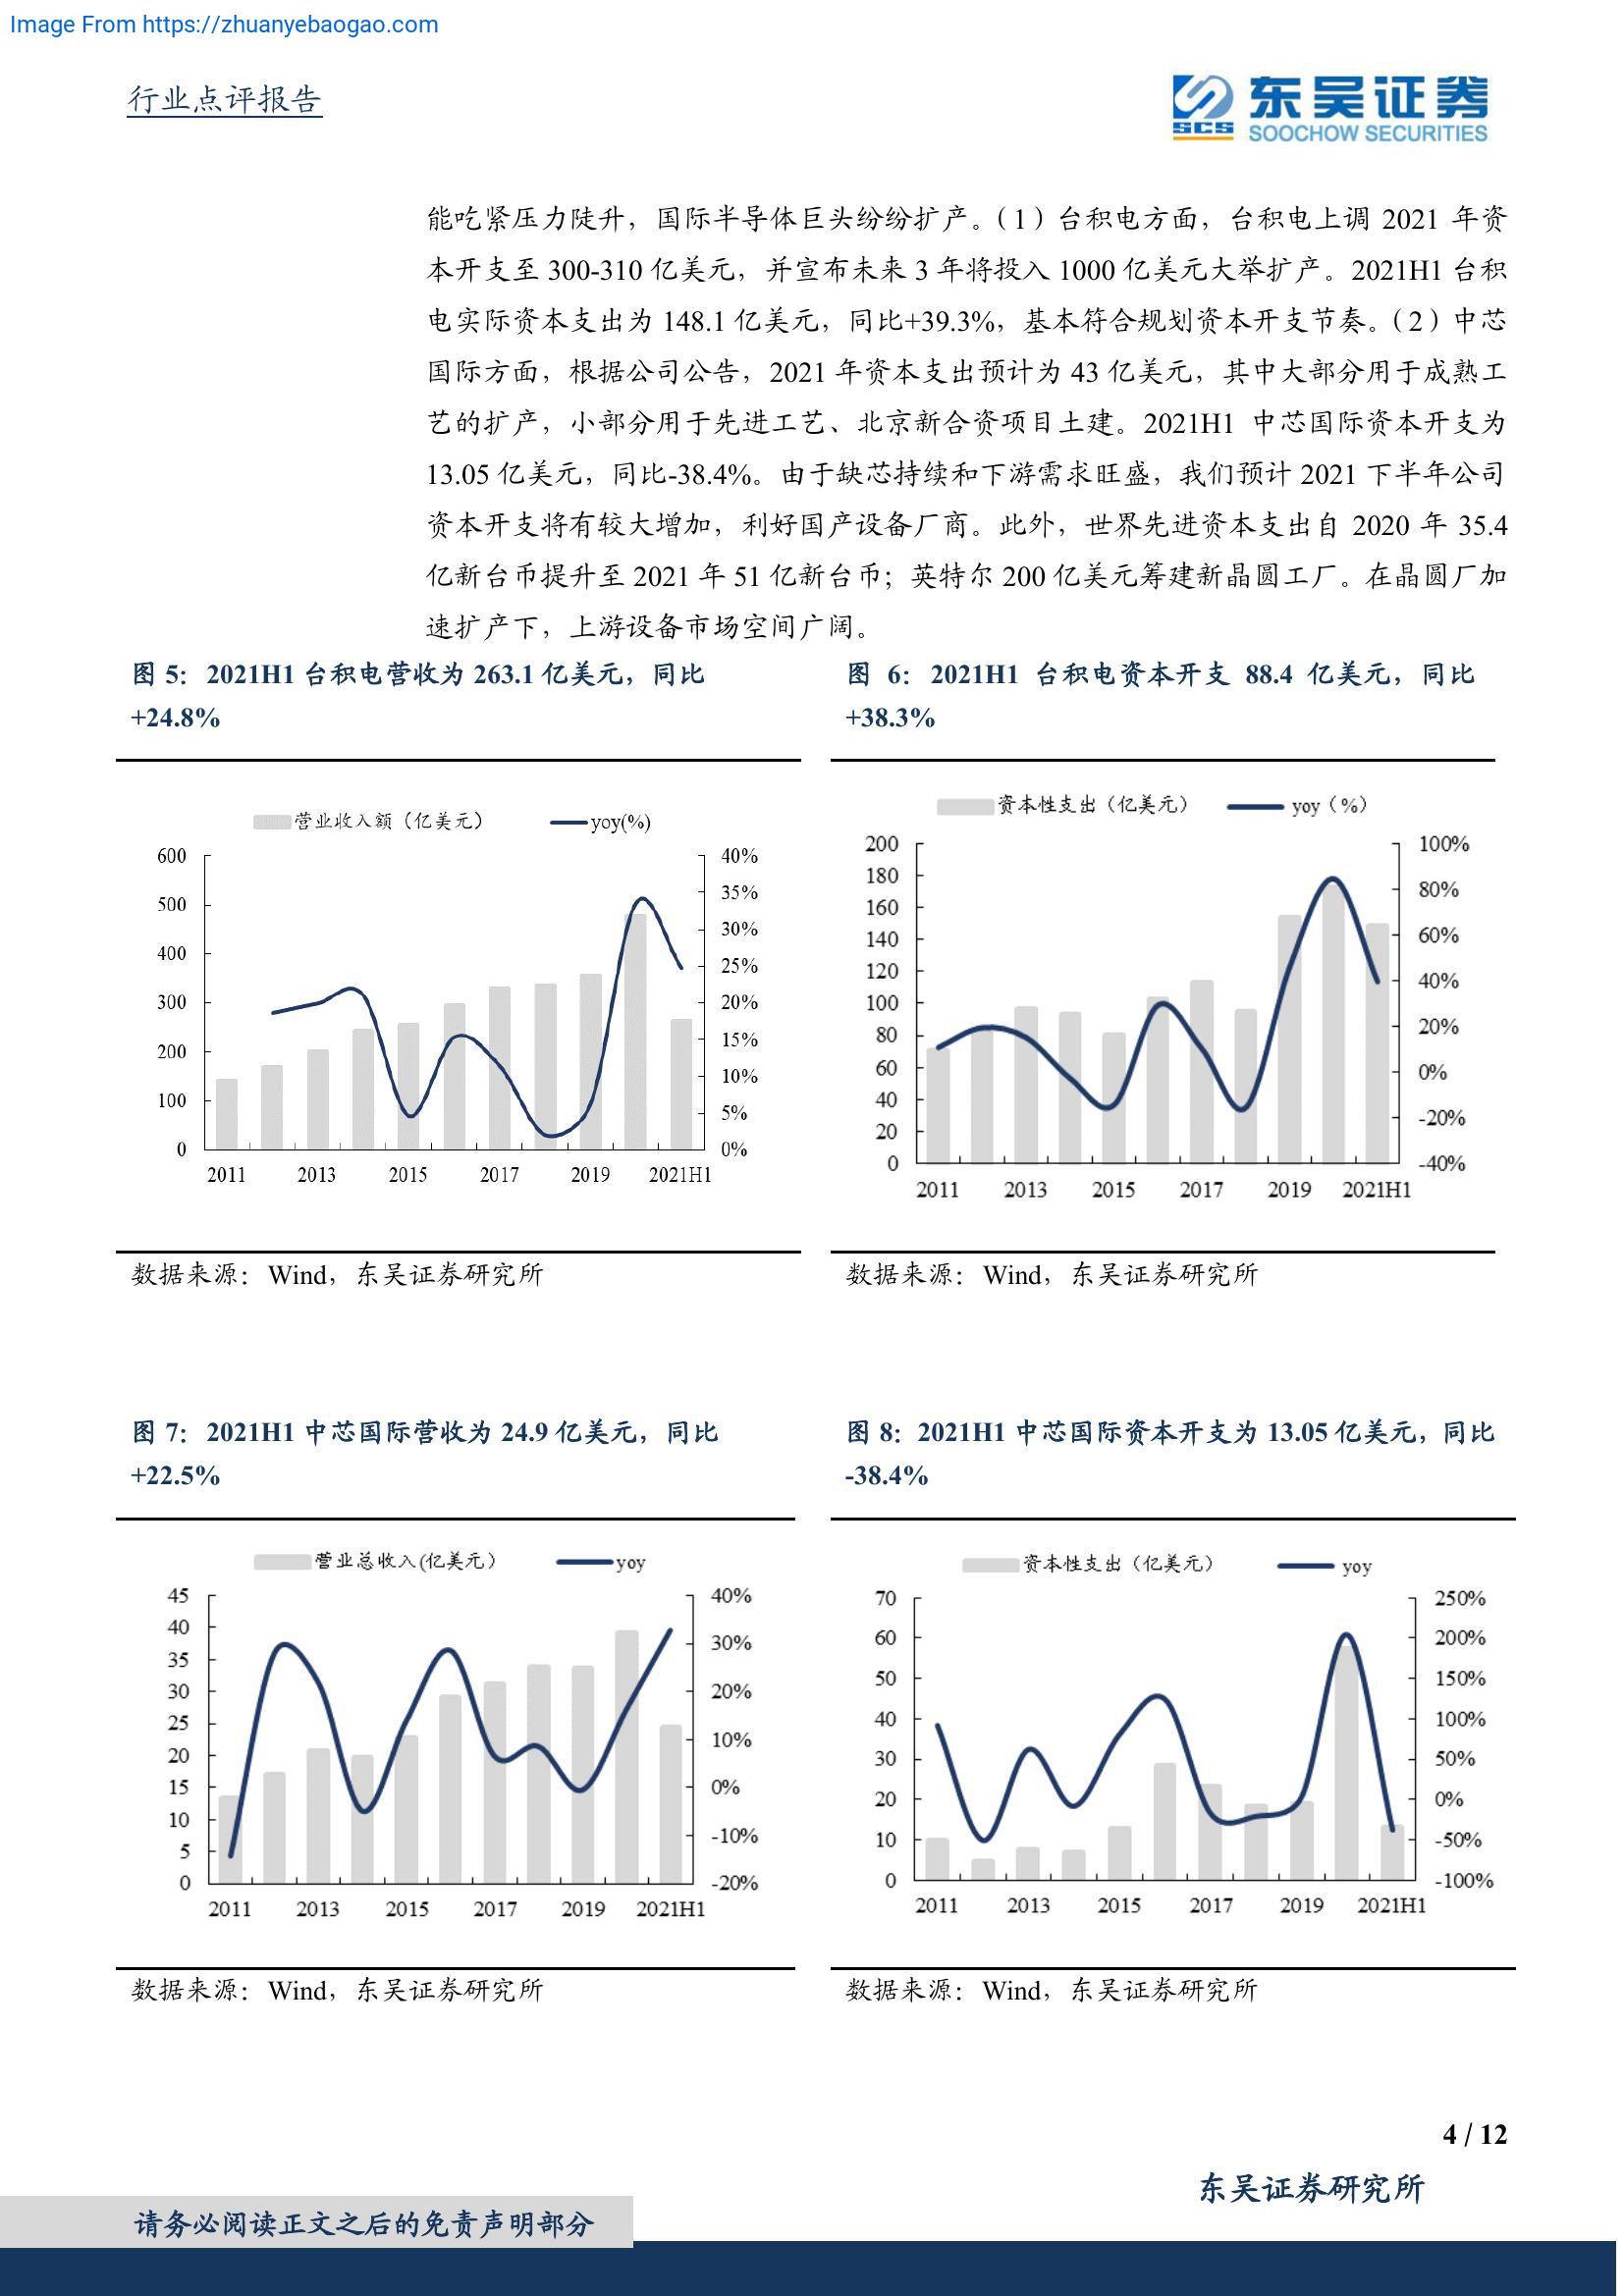 Image From https://zhuanyebaogao.com
行业点评报告
东吴证券
SCS
SOOCHOW SECURITIES
能吃紧压力陡升，国际半导体巨头纷纷扩产。（1）台积电方面，台积电上调 2021 年资
本开支至 300-310 亿美元，并宣布未来 3 年将投入 1000 亿美元大举扩产。2021H1 台积
电实际资本支出为 148.1 亿美元，同比+39.3%，基本符合规划资本开支节奏。（2）中芯
国际方面，根据公司公告，2021 年资本支出预计为 43 亿美元，其中大部分用于成熟工
艺的扩产，小部分用于先进工艺、北京新合资项目土建。2021H1 中芯国际资本开支为
13.05 亿美元，同比-38.4%。由于缺芯持续和下游需求旺盛，我们预计 2021 下半年公司
资本开支将有较大增加，利好国产设备厂商。此外，世界先进资本支出自 2020 年 35.4
亿新台币提升至 2021 年 51 亿新台币；英特尔 200 亿美元筹建新晶圆工厂。在晶圆厂加
速扩产下，上游设备市场空间广阔。
图 5：2021H1 台积电营收为 263.1 亿美元，同比
+24.8%
营业收入额（亿美元） yoy(%)
600 40%
35%
500
30%
400
25%
300 20%
15%
200
10%
100
5%
0 0%
2011 2013 2015 2017 2019 2021H1
数据来源：Wind，东吴证券研究所
图 6：2021H1 台积电资本开支 88.4 亿美元，同比
+38.3%
资本性支出（亿美元） yoy（%）
200 100%
180
80%
160
60%
140
120
40%
100
20%
80
0%
60
40
-20%
20
0 -40%
2011 2013 2015 2017 2019 2021H1
数据来源：Wind，东吴证券研究所
图 7：2021H1 中芯国际营收为 24.9 亿美元，同比
+22.5%
营业总收入(亿美元） yoy
45 40%
40
30%
35
30 20%
25
10%
20
15 0%
10
-10%
5
0 -20%
2011 2013 2015 2017 2019 2021H1
数据来源：Wind，东吴证券研究所
图 8：2021H1 中芯国际资本开支为 13.05 亿美元，同比
-38.4%
资本性支出（亿美元） yoy
70 250%
60 200%
50 150%
40 100%
30 50%
20 0%
10 -50%
0 -100%
2011 2013 2015 2017 2019 2021H1
数据来源：Wind，东吴证券研究所
4 / 12
东吴证券研究所
请务必阅读正文之后的免责声明部分